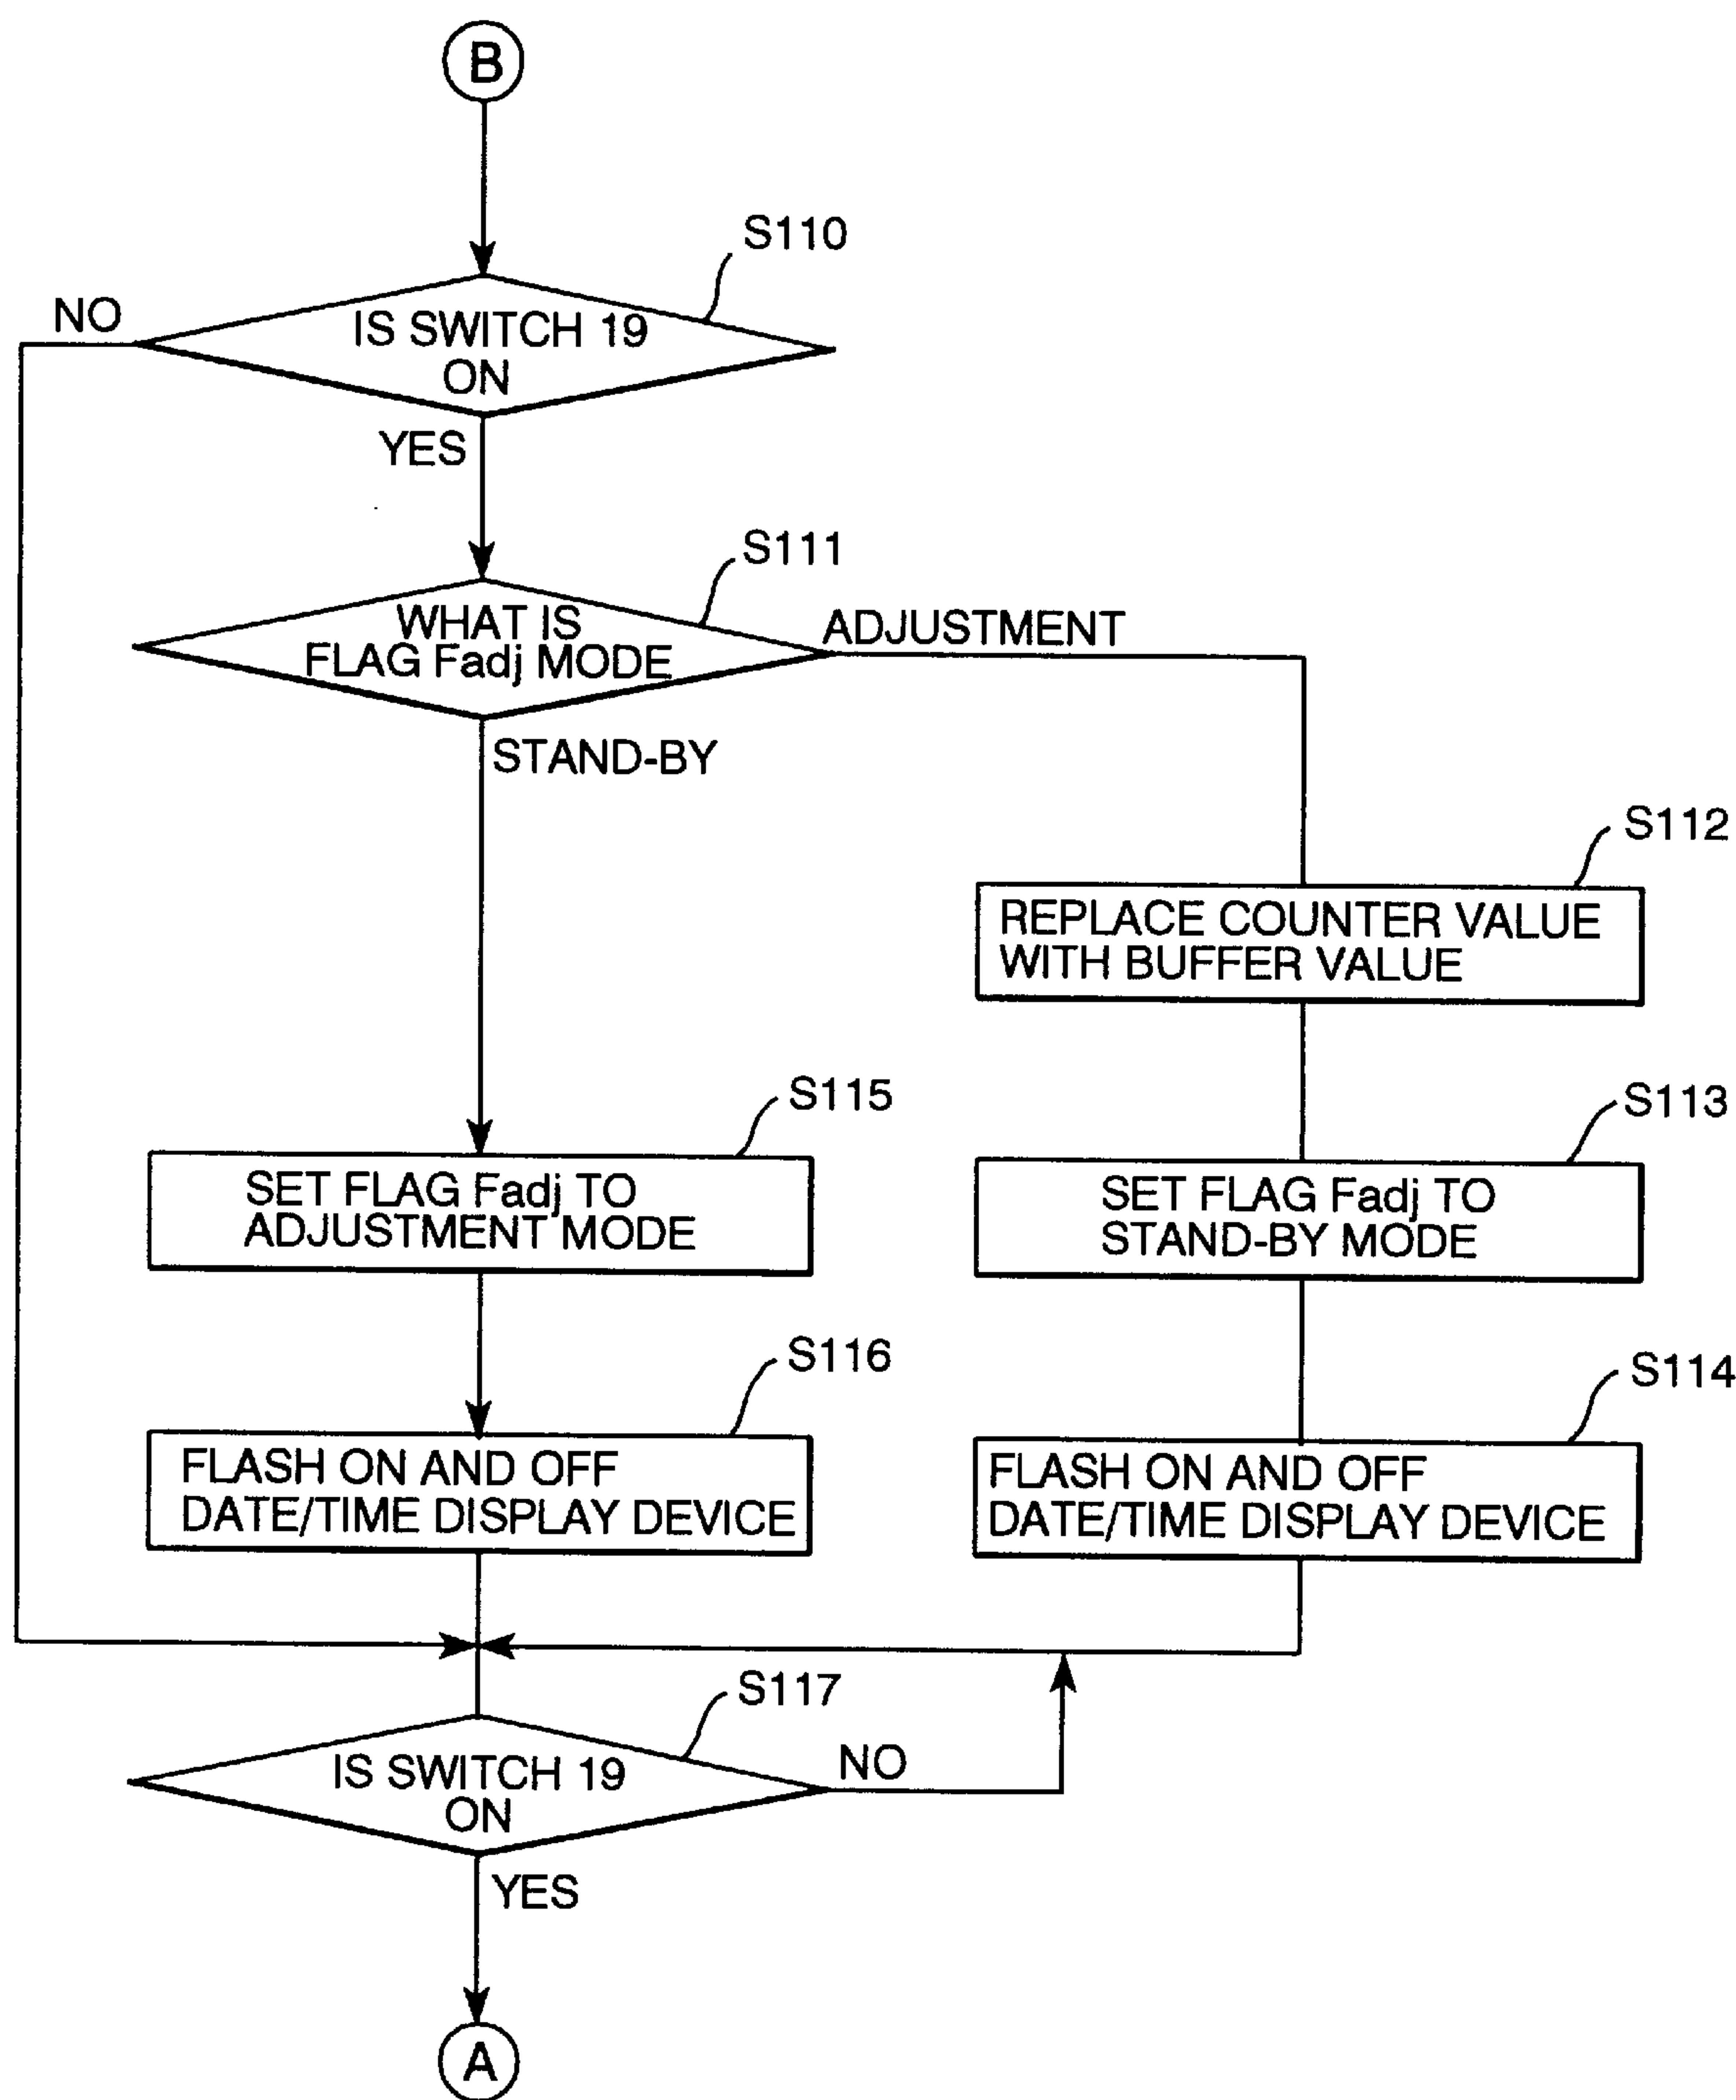 B
S110
NO
IS SWITCH 19
ON
YES
S111
WHAT IS
FLAG Fadj MODE
ADJUSTMENT
STAND-BY
S112
REPLACE COUNTER VALUE
WITH BUFFER VALUE
S115
SET FLAG Fadj TO
ADJUSTMENT MODE
S113
SET FLAG Fadj TO
STAND-BY MODE
S116
FLASH ON AND OFF
DATE/TIME DISPLAY DEVICE
S114
FLASH ON AND OFF
DATE/TIME DISPLAY DEVICE
S117
IS SWITCH 19
ON
NO
YES
A